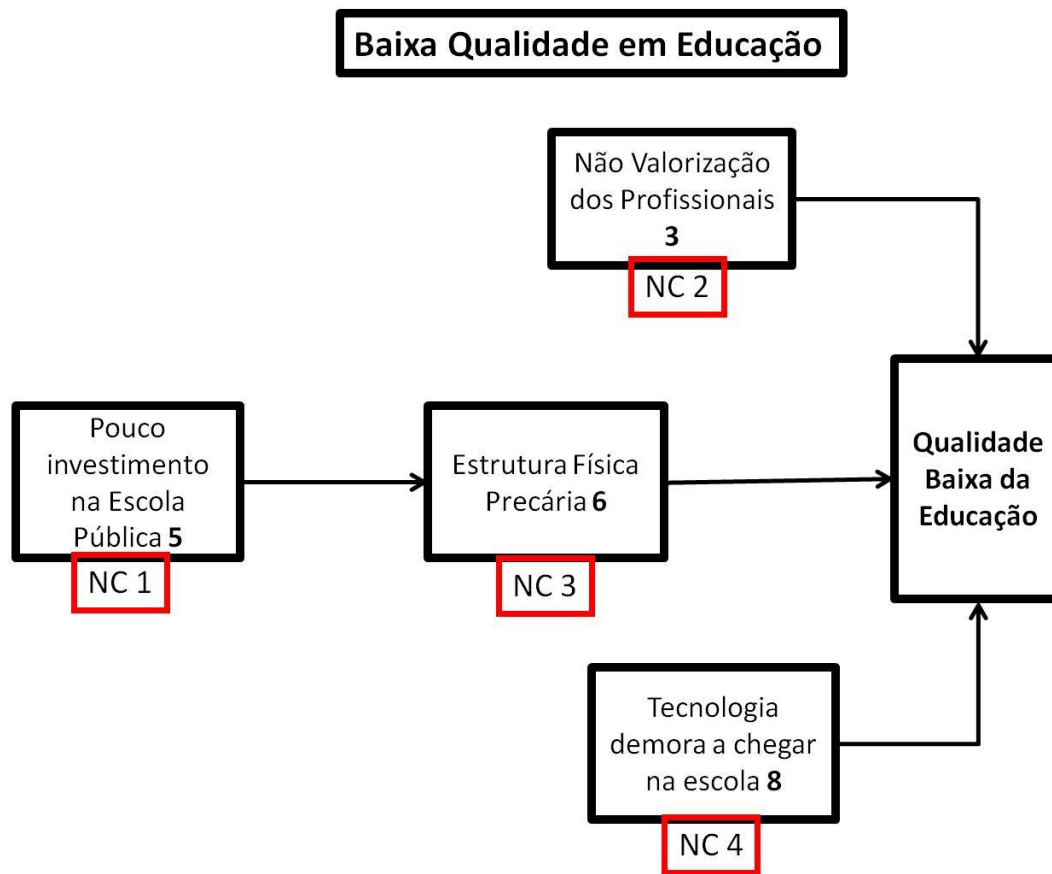 Baixa Qualidade em Educação
Não Valorização
dos Profissionais
3
NC 2
Pouco
investimento
na Escola
Pública 5
NC 1
Estrutura Física
Precária 6
NC 3
Qualidade
Baixa da
Educação
Tecnologia
demora a chegar
na escola 8
NC 4